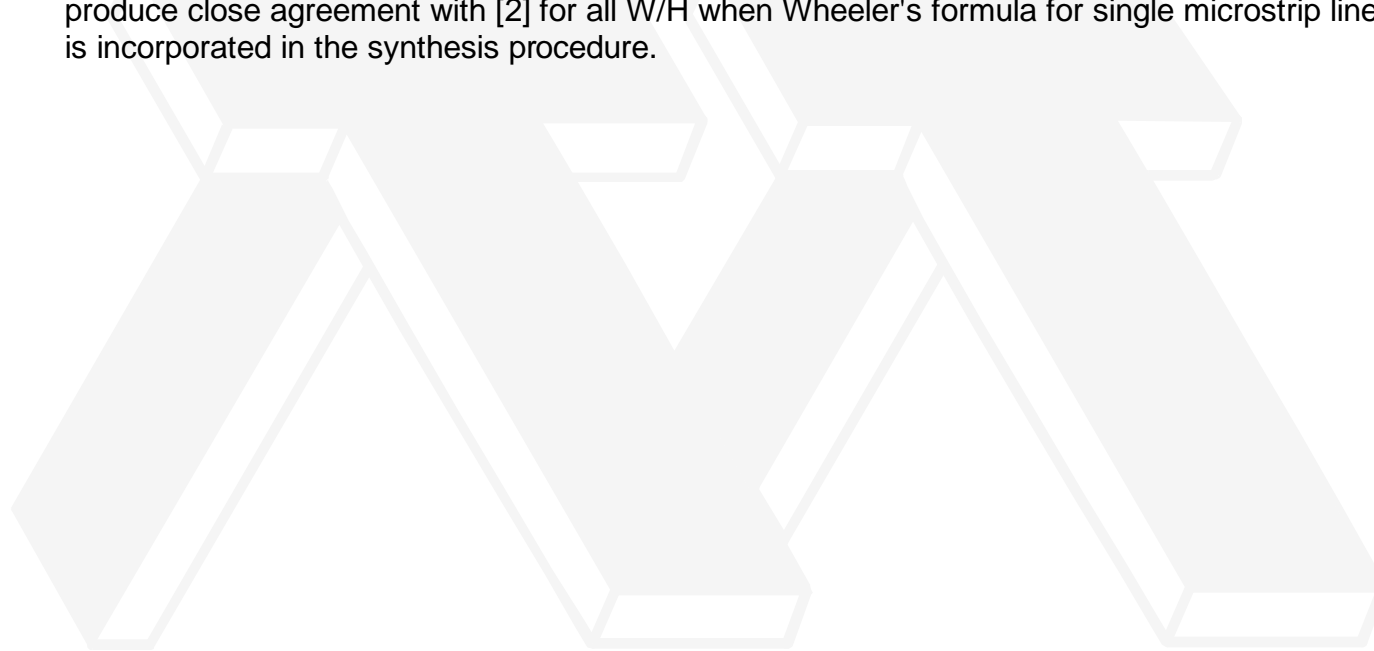 produce close agreement with [2] for all W/H when Wheeler's formula for single microstrip line
is incorporated in the synthesis procedure.